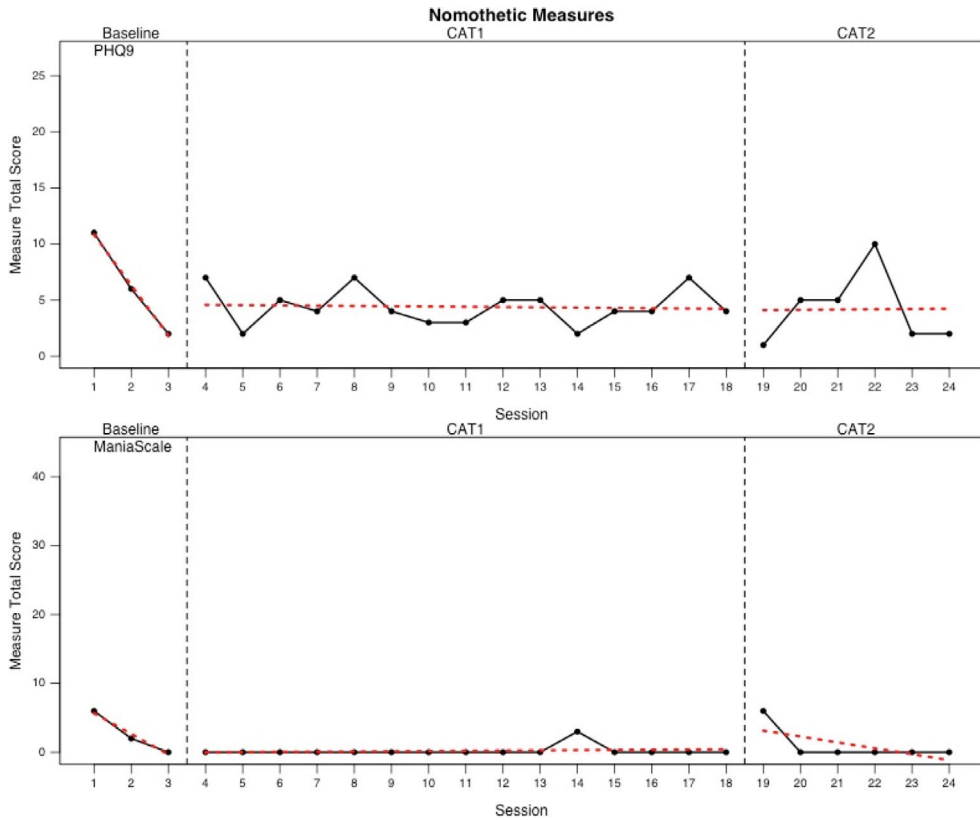 Nomothetic Measures
Baseline CAT1 CAT2
PHQ9
25
20
15
10
5
0
Measure Total Score
1 2 3 4 5 6 7 8 9 10 11 12 13 14 15 16 17 18 19 20 21 22 23 24
Session
Baseline CAT1 CAT2
ManiaScale
40
30
20
10
0
Measure Total Score
1 2 3 4 5 6 7 8 9 10 11 12 13 14 15 16 17 18 19 20 21 22 23 24
Session